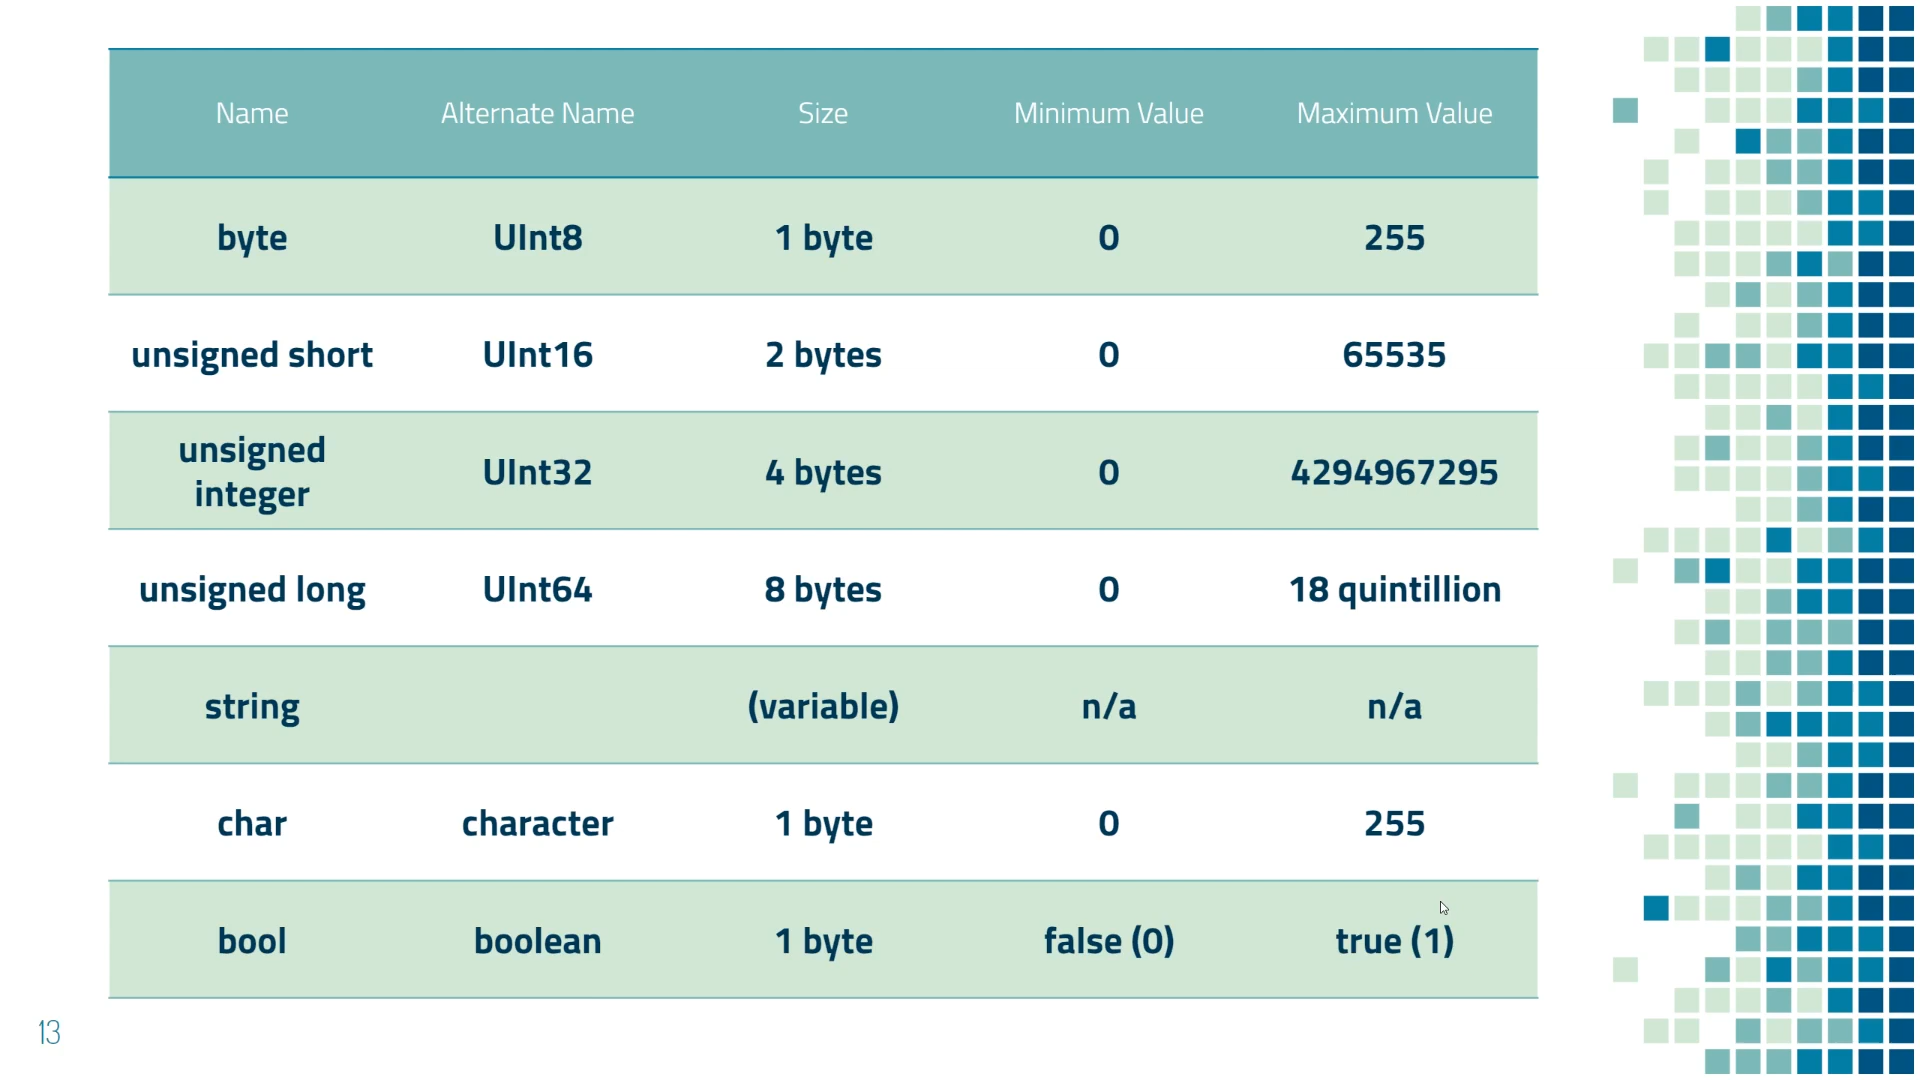 Name Alternate Name Size Minimum Value Maximum Value
byte UInt8 1 byte 0 255
unsigned short UInt16 2 bytes 0 65535
unsigned
integer UInt32 4 bytes 0 4294967295
unsigned long UInt64 8 bytes 0 18 quintillion
string (variable) n/a n/a
char character 1 byte 0 255
bool boolean 1 byte false (0) true (1)
13